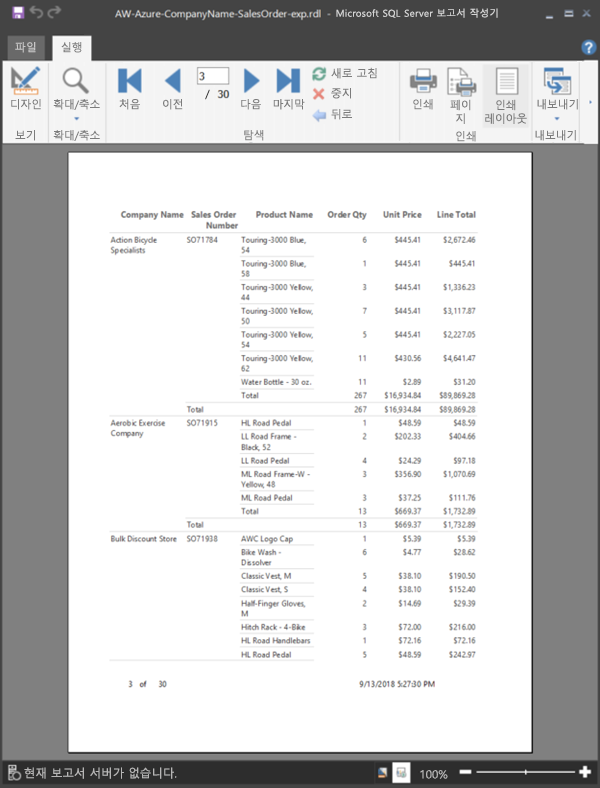 AW-Azure-CompanyName-SalesOrder-exp.rdl - Microsoft SQL Server 보고서 작성기
파일 실행
디자인 확대/축소 처음 이전 3 / 30 다음 마지막 새로 고침 중지 뒤로 인쇄 페이지 인쇄 레이아웃 내보내기
보기 확대/축소 탐색 인쇄 내보내기
Company Name Sales Order Product Name Order Qty Unit Price Line Total
Number
Action Bicycle SO71784 Touring-3000 Blue, 6 $445.41 $2,672.46
Specialists 54
Touring-3000 Blue, 1 $445.41 $445.41
58
Touring-3000 Yellow, 3 $445.41 $1,336.23
44
Touring-3000 Yellow, 7 $445.41 $3,117.87
50
Touring-3000 Yellow, 5 $445.41 $2,227.05
54
Touring-3000 Yellow, 11 $430.56 $4,641.47
62
Water Bottle - 30 oz. 11 $2.89 $31.20
Total 267 $16,934.84 $89,869.28
Total 267 $16,934.84 $89,869.28
Aerobic Exercise SO71915 HL Road Pedal 1 $48.59 $48.59
Company LL Road Frame - 2 $202.33 $404.66
Black, 52
LL Road Pedal 4 $24.29 $97.18
ML Road Frame-W - 3 $356.90 $1,070.69
Yellow, 48
ML Road Pedal 3 $37.25 $111.76
Total 13 $669.37 $1,732.89
Total 13 $669.37 $1,732.89
Bulk Discount Store SO71938 AWC Logo Cap 1 $5.39 $5.39
Bike Wash - 6 $4.77 $28.62
Dissolver
Classic Vest, M 5 $38.10 $190.50
Classic Vest, S 4 $38.10 $152.40
Half-Finger Gloves, 2 $14.69 $29.39
M
Hitch Rack - 4-Bike 3 $72.00 $216.00
HL Road Handlebars 1 $72.16 $72.16
HL Road Pedal 5 $48.59 $242.97
3 of 30 9/13/2018 5:27:30 PM
현재 보고서 서버가 없습니다. 100%